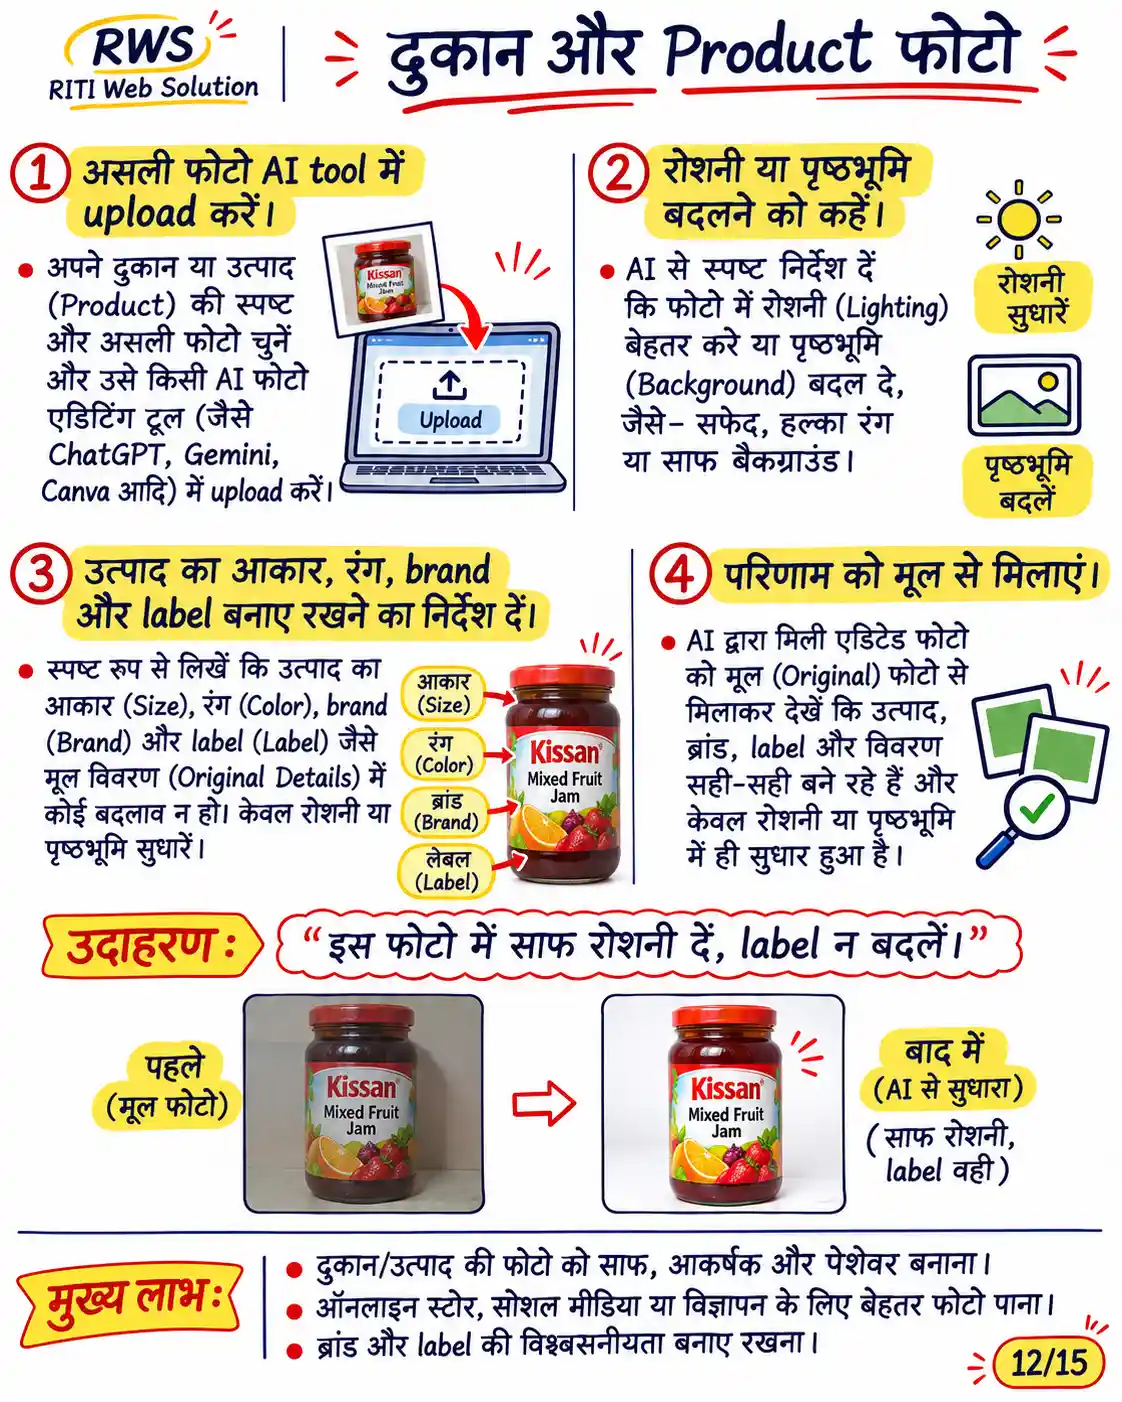 RWS
RITI Web Solution
दुकान और Product फोटो
1 असली फोटो AI tool में
upload करें।
• अपने दुकान या उत्पाद
(Product) की स्पष्ट
और असली फोटो चुनें
और उसे किसी AI फोटो
एडिटिंग टूल (जैसे
ChatGPT, Gemini,
Canva आदि) में upload करें।
Kissan
Mixed Fruit
Jam
Upload
2 रोशनी या पृष्ठभूमि
बदलने को कहें।
• AI से स्पष्ट निर्देश दें
कि फोटो में रोशनी (Lighting)
बेहतर करे या पृष्ठभूमि
(Background) बदल दे,
जैसे– सफेद, हल्का रंग
या साफ बैकग्राउंड।
रोशनी
सुधारें
पृष्ठभूमि
बदलें
3 उत्पाद का आकार, रंग, brand
और label बनाए रखने का निर्देश दें।
• स्पष्ट रूप से लिखें कि उत्पाद का
आकार (Size), रंग (Color), brand
(Brand) और label (Label) जैसे
मूल विवरण (Original Details) में
कोई बदलाव न हो। केवल रोशनी या
पृष्ठभूमि सुधारें।
आकार
(Size)
रंग
(Color)
ब्रांड
(Brand)
लेबल
(Label)
Kissan
Mixed Fruit
Jam
4 परिणाम को मूल से मिलाएं।
• AI द्वारा मिली एडिटेड फोटो
को मूल (Original) फोटो से
मिलाकर देखें कि उत्पाद,
ब्रांड, label और विवरण
सही-सही बने रहे हैं और
केवल रोशनी या पृष्ठभूमि
में ही सुधार हुआ है।
उदाहरण:
“इस फोटो में साफ रोशनी दें, label न बदलें।”
पहले
(मूल फोटो)
Kissan
Mixed Fruit
Jam
Kissan
Mixed Fruit
Jam
बाद में
(AI से सुधारा)
(साफ रोशनी,
label वही)
मुख्य लाभ:
• दुकान/उत्पाद की फोटो को साफ, आकर्षक और पेशेवर बनाना।
• ऑनलाइन स्टोर, सोशल मीडिया या विज्ञापन के लिए बेहतर फोटो पाना।
• ब्रांड और label की विश्वसनीयता बनाए रखना।
12/15